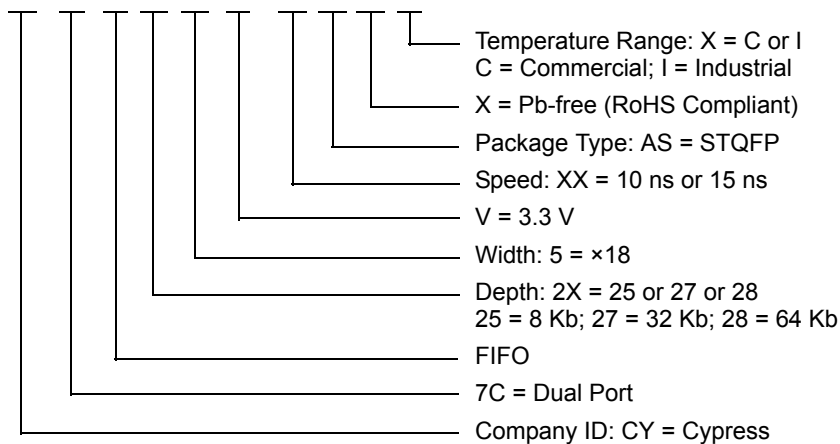 Temperature Range: X = C or I
C = Commercial; I = Industrial
X = Pb-free (RoHS Compliant)
Package Type: AS = STQFP
Speed: XX = 10 ns or 15 ns
V = 3.3 V
Width: 5 = ×18
Depth: 2X = 25 or 27 or 28
25 = 8 Kb; 27 = 32 Kb; 28 = 64 Kb
FIFO
7C = Dual Port
Company ID: CY = Cypress